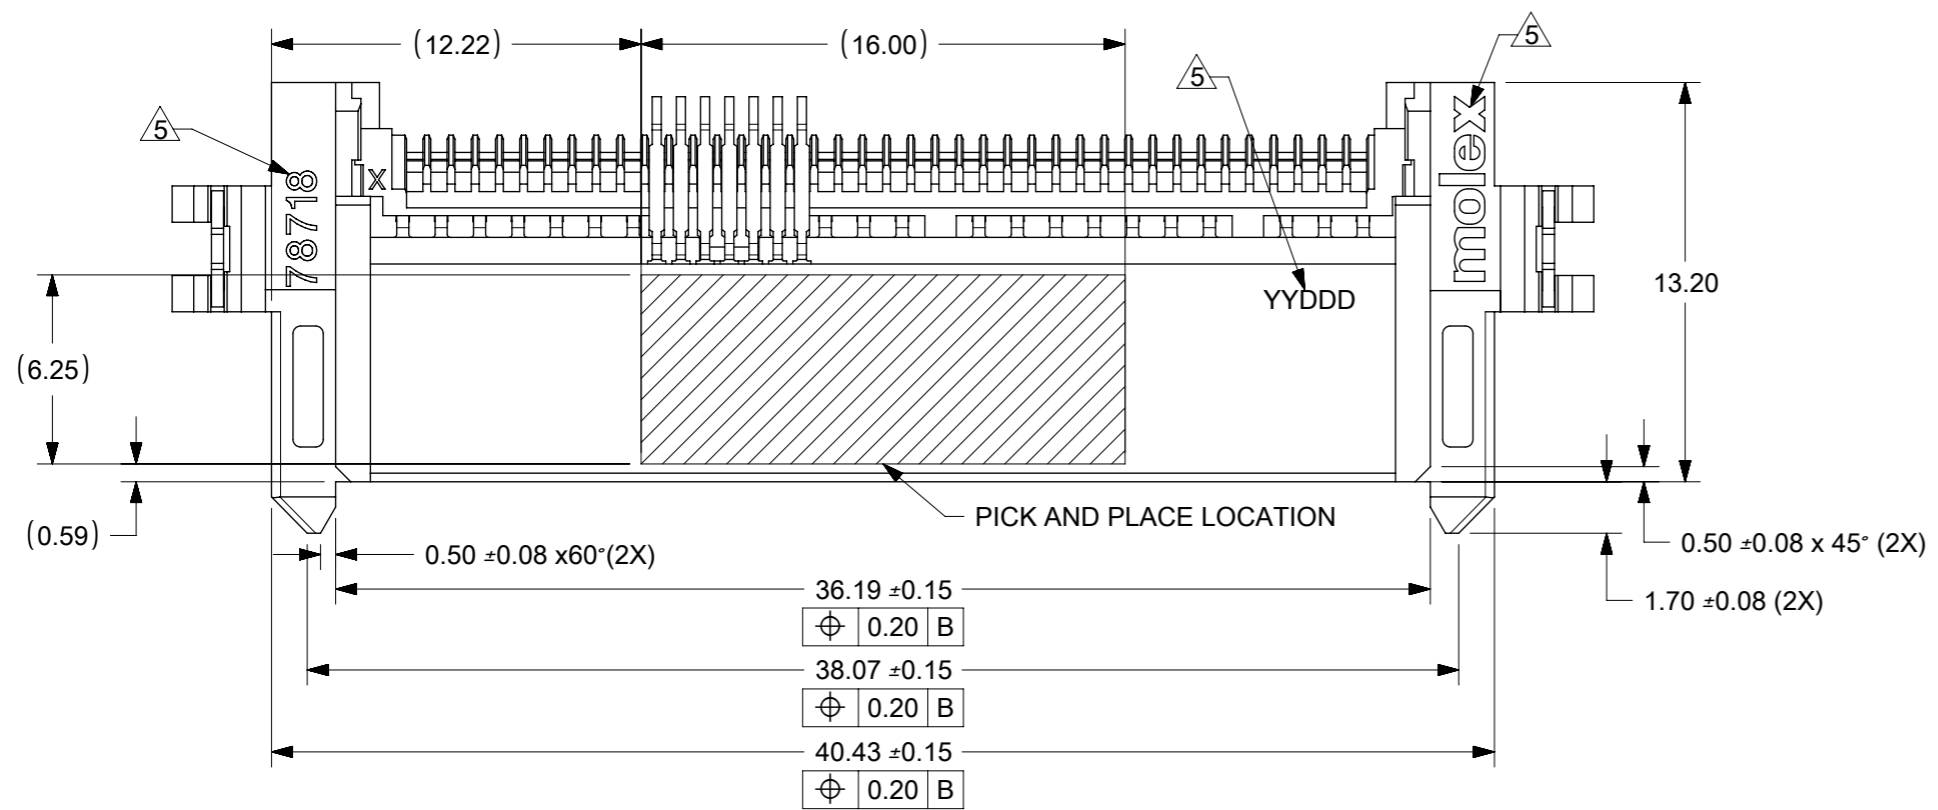 (12.22)
(16.00)
5
5
5
78718
X
molex
13.20
YYDDD
(6.25)
(0.59)
PICK AND PLACE LOCATION
0.50 ±0.08 x60°(2X)
0.50 ±0.08 x 45° (2X)
1.70 ±0.08 (2X)
36.19 ±0.15
⌖ 0.20 B
38.07 ±0.15
⌖ 0.20 B
40.43 ±0.15
⌖ 0.20 B